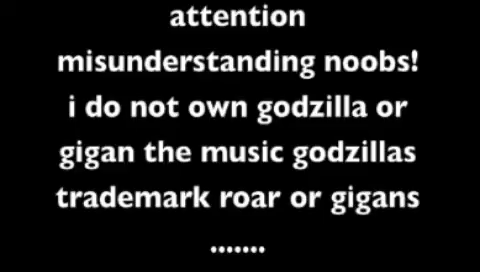 attention
misunderstanding noobs!
i do not own godzilla or
gigan the music godzillas
trademark roar or gigans
.......